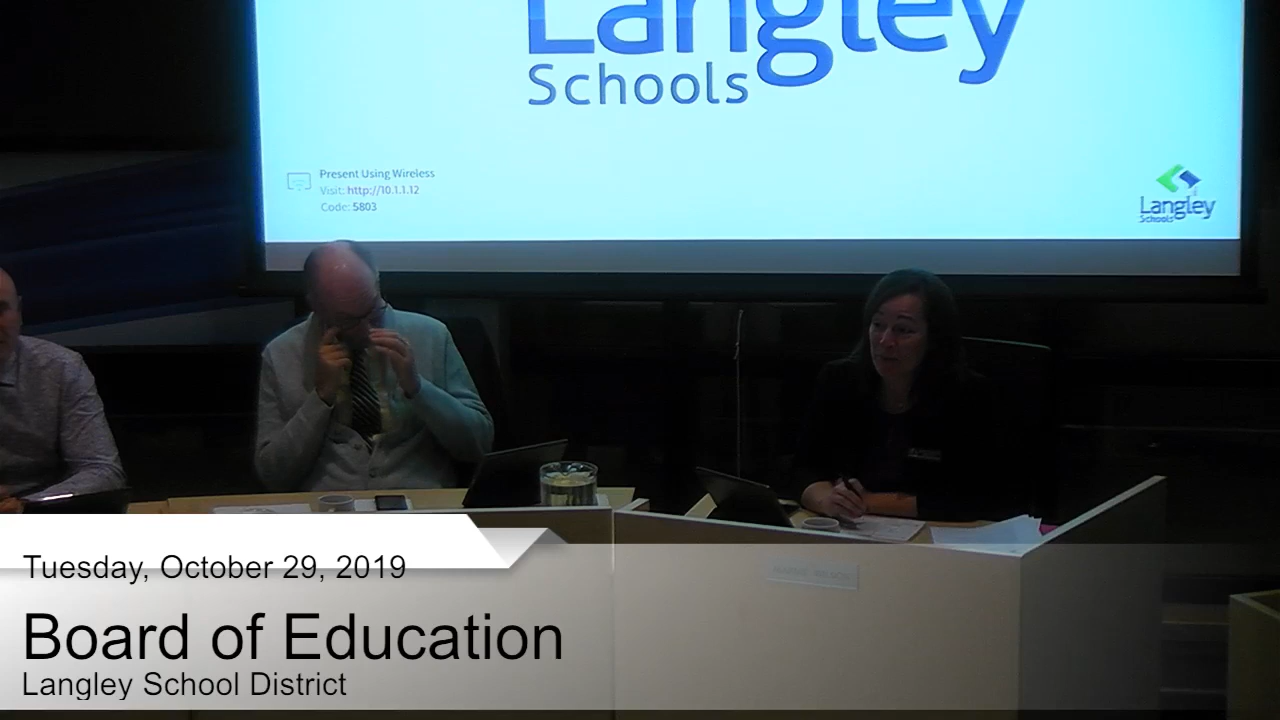 Langley
Schools
Present Using Wireless
Visit: http://10.1.1.12
Code: 5803
Langley
Schools
Tuesday, October 29, 2019
Board of Education
Langley School District